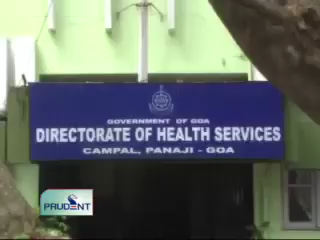 GOVERNMENT OF GOA
DIRECTORATE OF HEALTH SERVICES
CAMPAL, PANAJI - GOA
PRUDENT